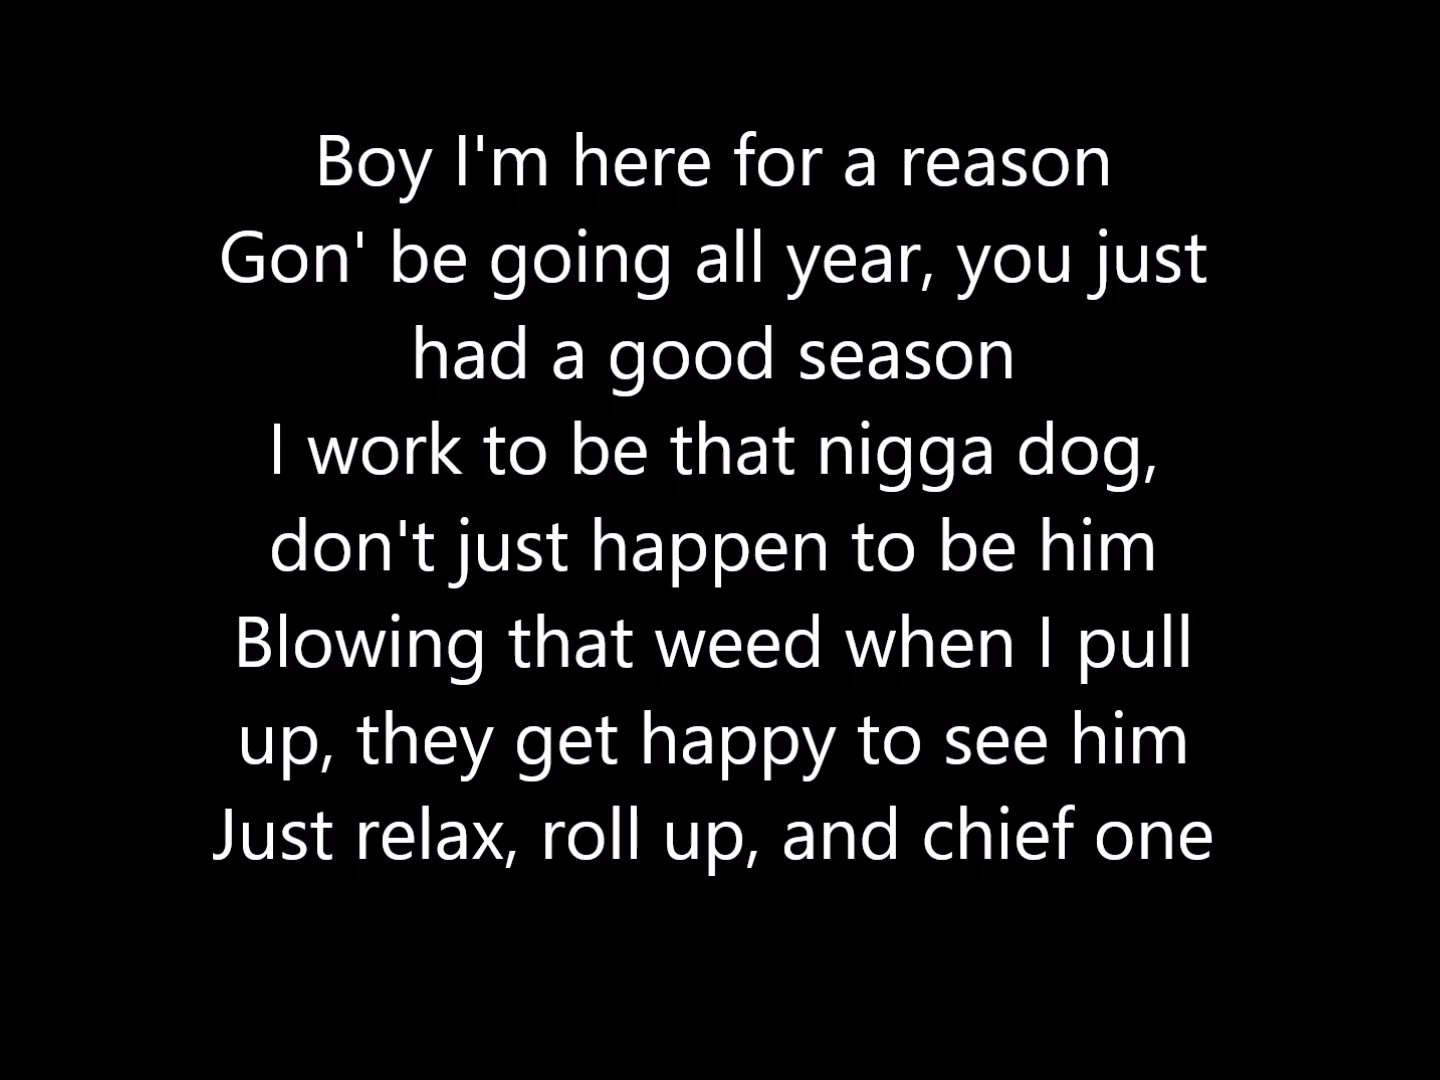 Boy I'm here for a reason
Gon' be going all year, you just
had a good season
I work to be that nigga dog,
don't just happen to be him
Blowing that weed when I pull
up, they get happy to see him
Just relax, roll up, and chief one